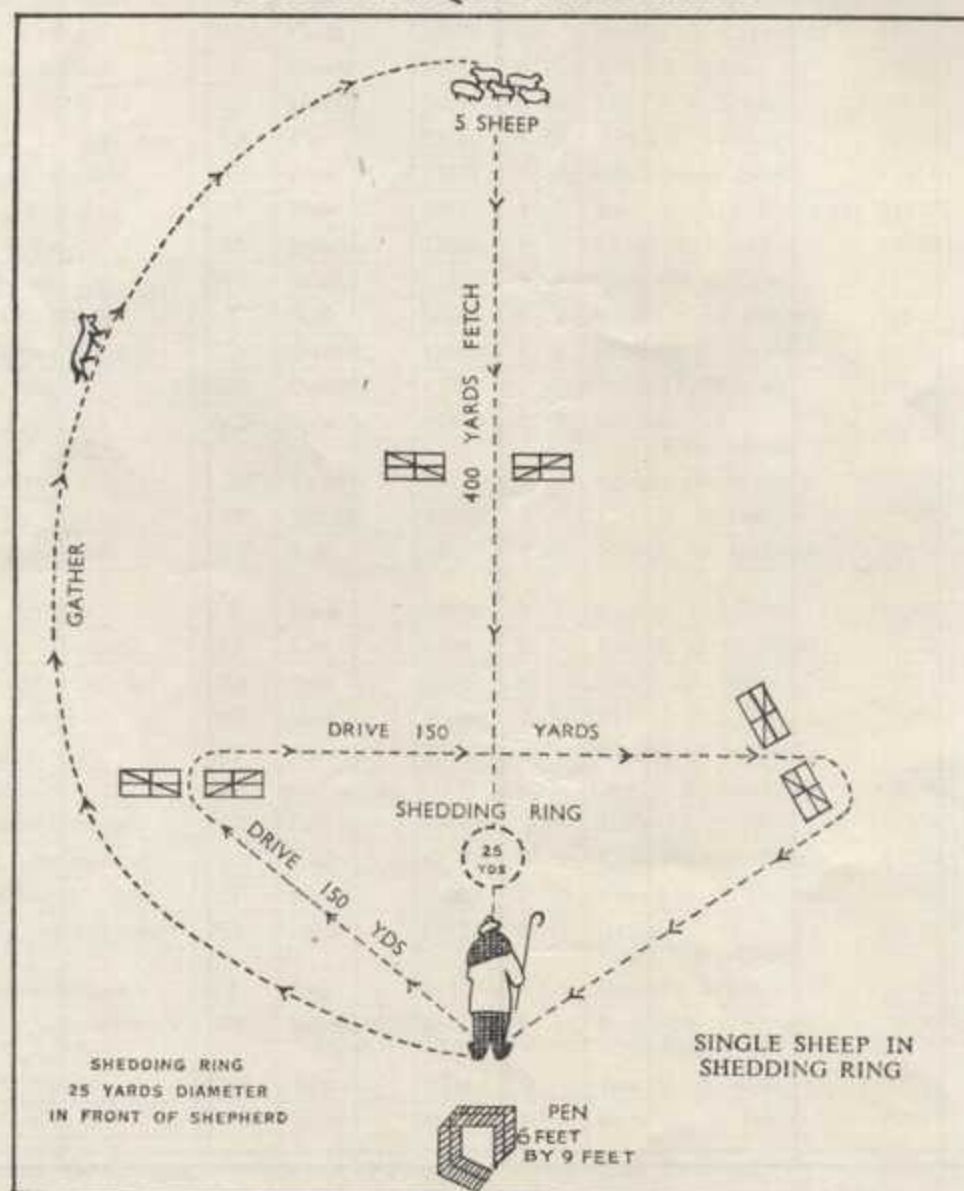 5 SHEEP
400 YARDS FETCH
GATHER
DRIVE 150 YARDS
SHEDDING RING
25
YDS
DRIVE 150 YDS
SHEDDING RING
25 YARDS DIAMETER
IN FRONT OF SHEPHERD
SINGLE SHEEP IN
SHEDDING RING
PEN
6 FEET
BY 9 FEET